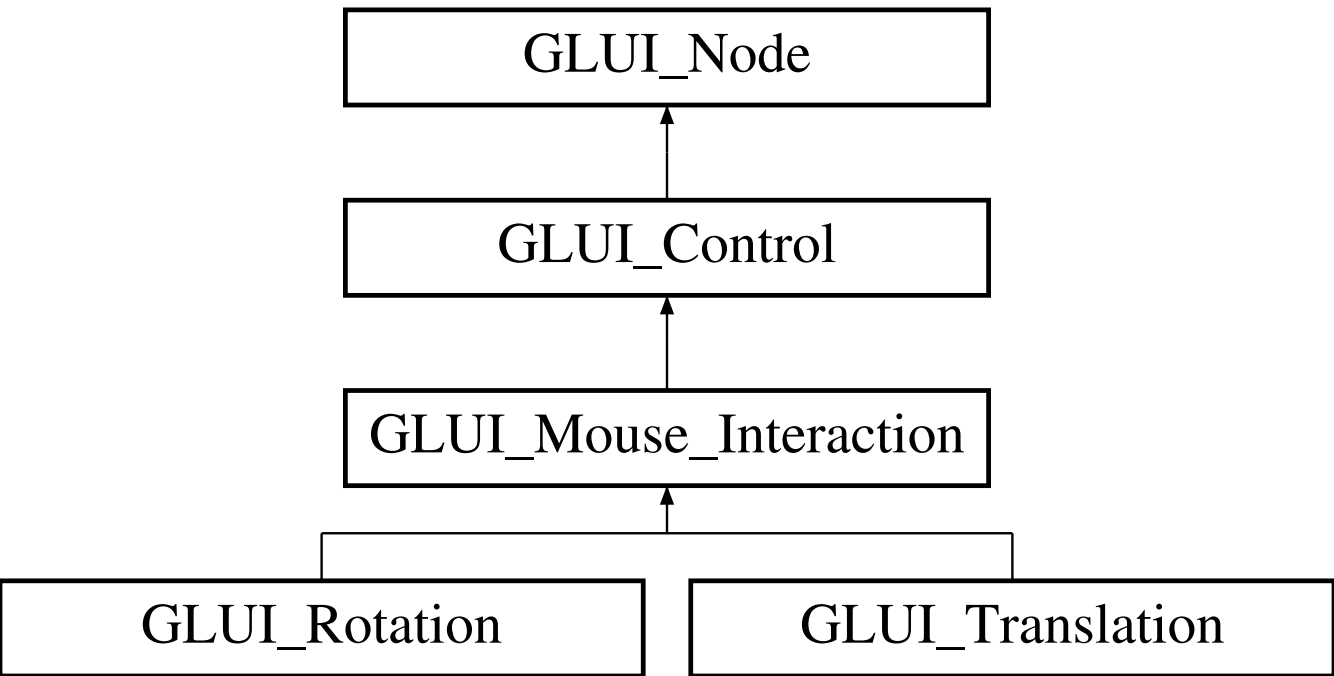 GLUI_Node
GLUI_Control
GLUI_Mouse_Interaction
GLUI_Rotation
GLUI_Translation